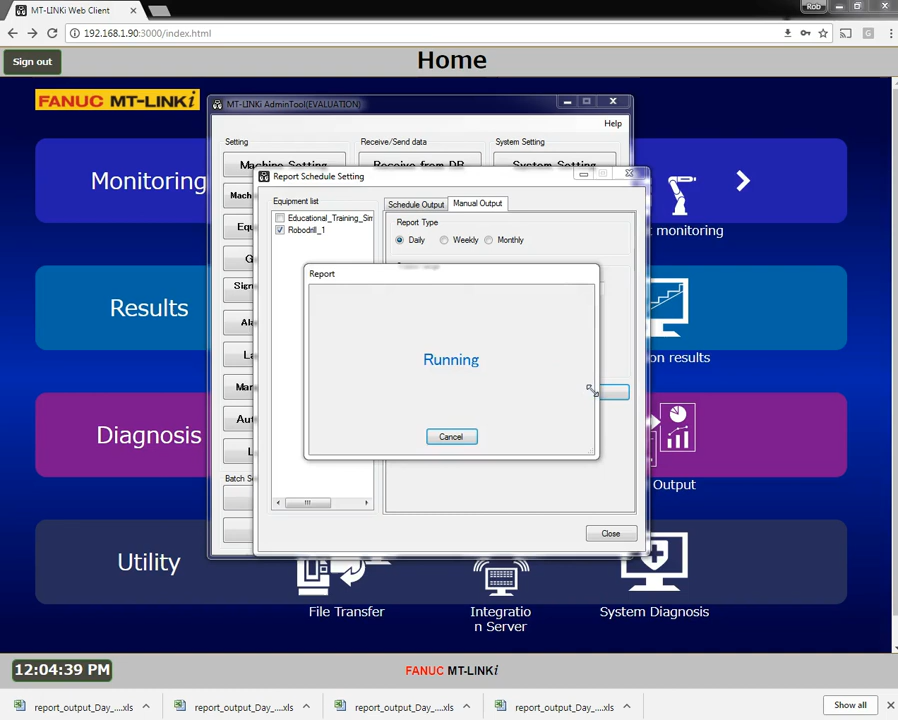 MT-LINKi Web Client
Rob
192.168.1.90:3000/index.html
Sign out
Home
FANUC MT-LINKi
MT-LINKi AdminTool(EVALUATION)
Help
Setting
Receive/Send data
System Setting
Machine Setting
Receive from DB
System Setting
Monitoring
Report Schedule Setting
Equipment list
Schedule Output
Manual Output
Educational_Training_Sim
Robodrill_1
Report Type
Daily
Weekly
Monthly
monitoring
Report
Running
Cancel
Results
on results
Diagnosis
Output
Batch Se
Close
Utility
File Transfer
Integratio
n Server
System Diagnosis
12:04:39 PM
FANUC MT-LINKi
report_output_Day_....xls
report_output_Day_....xls
report_output_Day_....xls
report_output_Day_....xls
Show all